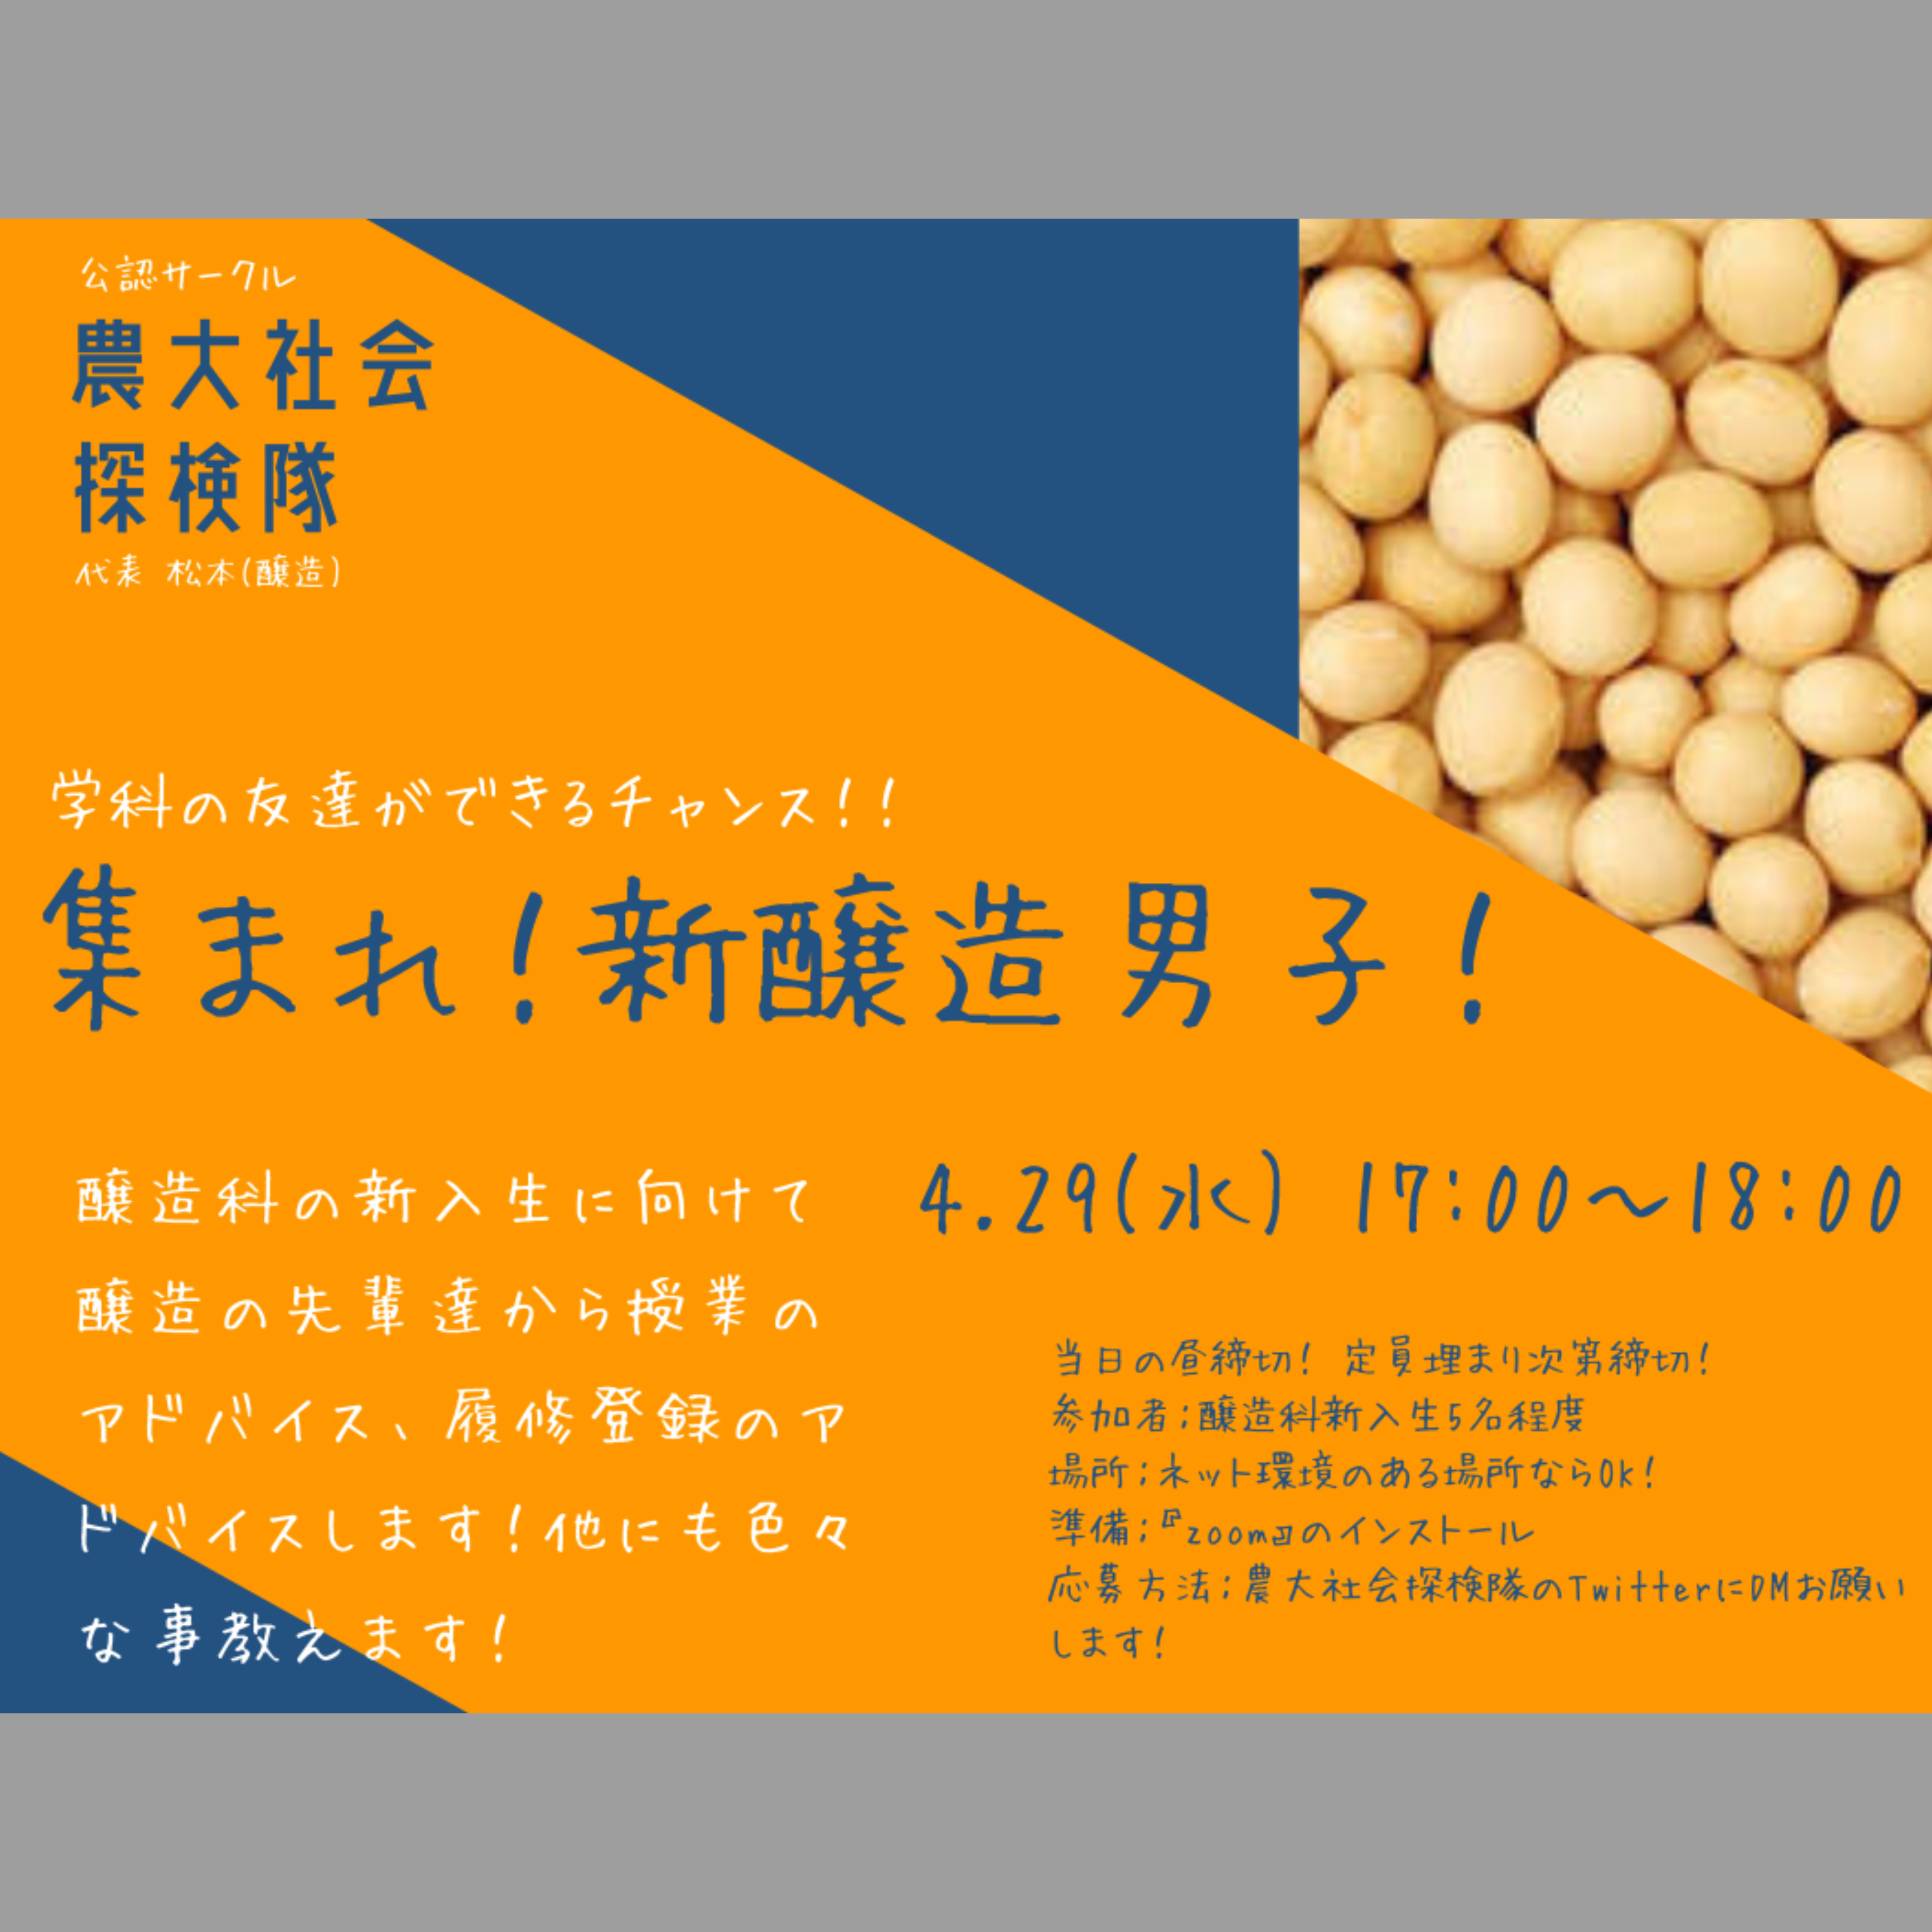 公認サークル
農大社会
探検隊
代表 松本(醸造)
学科の友達ができるチャンス!!
集まれ!新醸造男子!
醸造科の新入生に向けて
醸造の先輩達から授業の
アドバイス、履修登録のア
ドバイスします!他にも色々
な事教えます!
4.29(水) 17:00〜18:00
当日の昼締切! 定員埋まり次第締切!
参加者;醸造科新入生5名程度
場所;ネット環境のある場所ならOk!
準備;『zoom』のインストール
応募方法;農大社会探検隊のTwitterにDMお願い
します!